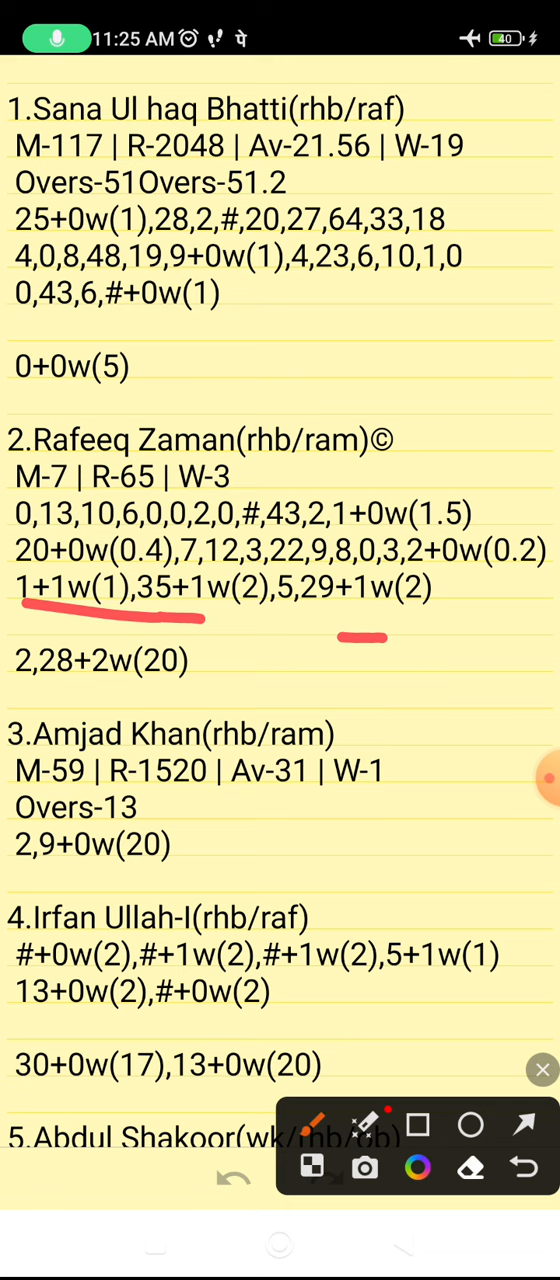 11:25 AM पे 40
1.Sana Ul haq Bhatti(rhb/raf)
M-117 | R-2048 | Av-21.56 | W-19
Overs-51Overs-51.2
25+0w(1),28,2,#,20,27,64,33,18
4,0,8,48,19,9+0w(1),4,23,6,10,1,0
0,43,6,#+0w(1)
0+0w(5)
2.Rafeeq Zaman(rhb/ram)©
M-7 | R-65 | W-3
0,13,10,6,0,0,2,0,#,43,2,1+0w(1.5)
20+0w(0.4),7,12,3,22,9,8,0,3,2+0w(0.2)
1+1w(1),35+1w(2),5,29+1w(2)
2,28+2w(20)
3.Amjad Khan(rhb/ram)
M-59 | R-1520 | Av-31 | W-1
Overs-13
2,9+0w(20)
4.Irfan Ullah-I(rhb/raf)
#+0w(2),#+1w(2),#+1w(2),5+1w(1)
13+0w(2),#+0w(2)
30+0w(17),13+0w(20)
5.Abdul Shakoor(wk/rhb/ob)